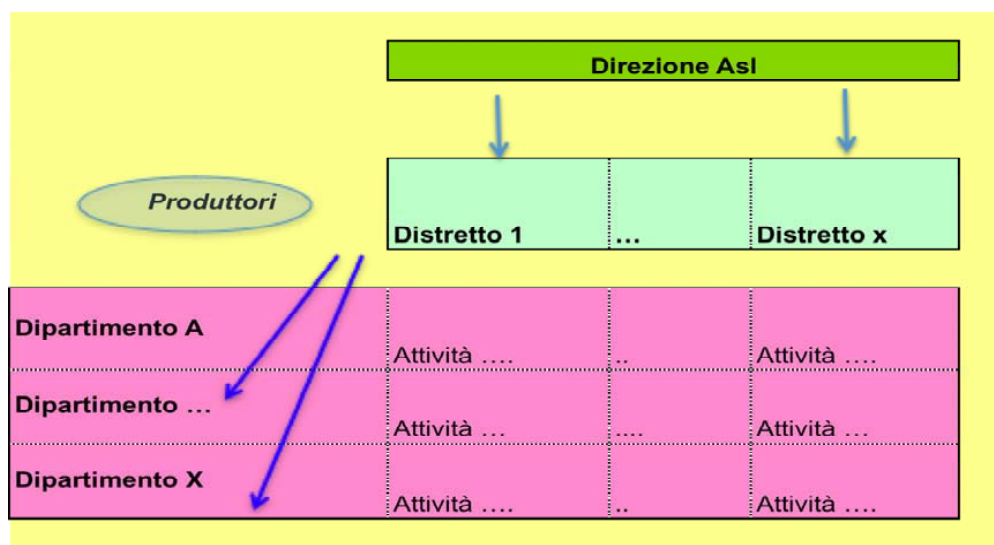 Direzione Asl
Produttori
Distretto 1 … Distretto x
Dipartimento A
Attività …. .. Attività ….
Dipartimento …
Attività … .... Attività …
Dipartimento X
Attività …. .. Attività ….